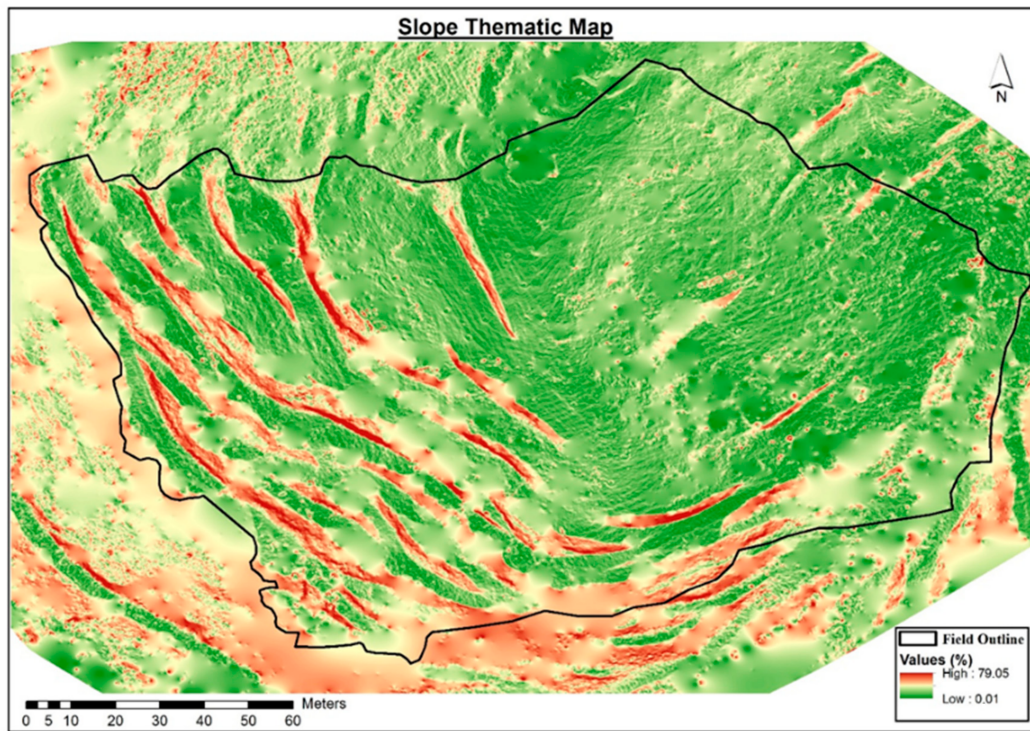 Slope Thematic Map
N
Field Outline
Values (%)
High : 79.05
Low : 0.01
Meters
0 5 10 20 30 40 50 60